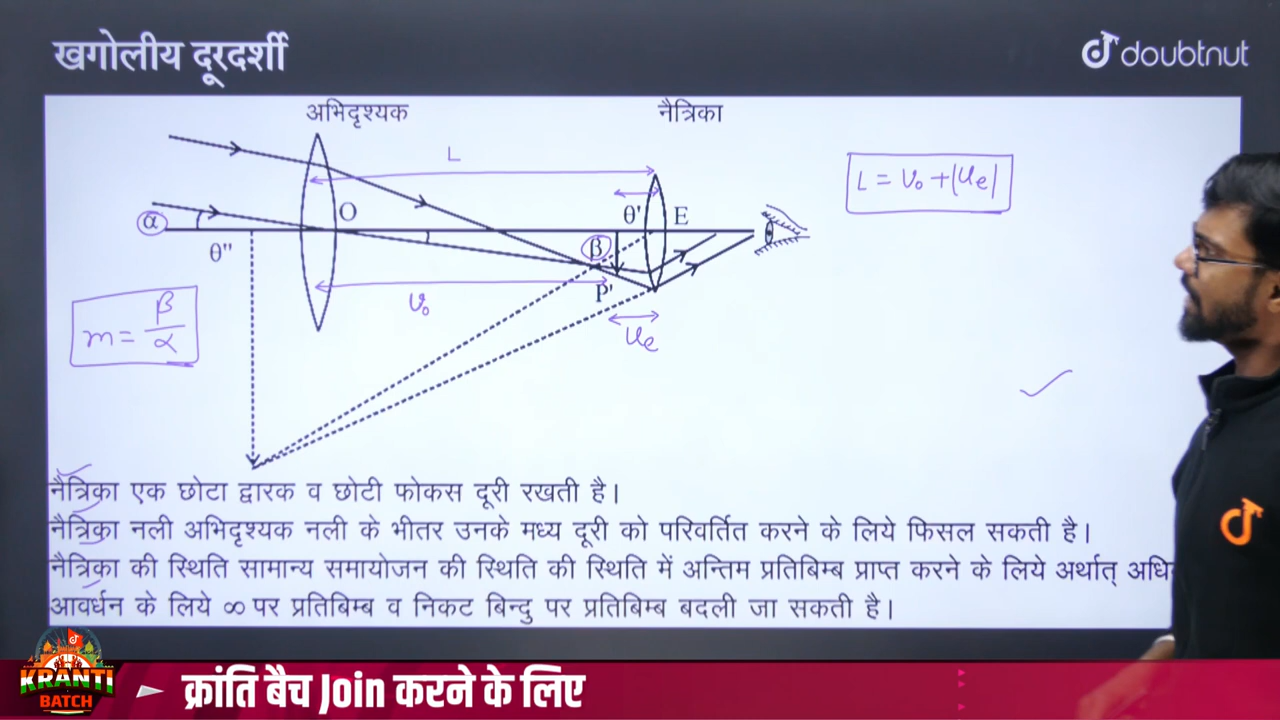 खगोलीय दूरदर्शी
doubtnut
अभिदृश्यक
नैत्रिका
L
L = v₀ + |uₑ|
α
O
θ'
E
θ"
β
P'
v₀
uₑ
m = β/α
नैत्रिका एक छोटा द्वारक व छोटी फोकस दूरी रखती है।
नैत्रिका नली अभिदृश्यक नली के भीतर उनके मध्य दूरी को परिवर्तित करने के लिये फिसल सकती है।
नैत्रिका की स्थिति सामान्य समायोजन की स्थिति की स्थिति में अन्तिम प्रतिबिम्ब प्राप्त करने के लिये अर्थात्
आवर्धन के लिये ∞ पर प्रतिबिम्ब व निकट बिन्दु पर प्रतिबिम्ब बदली जा सकती है।
KRANTI
BATCH
क्रांति बैच Join करने के लिए